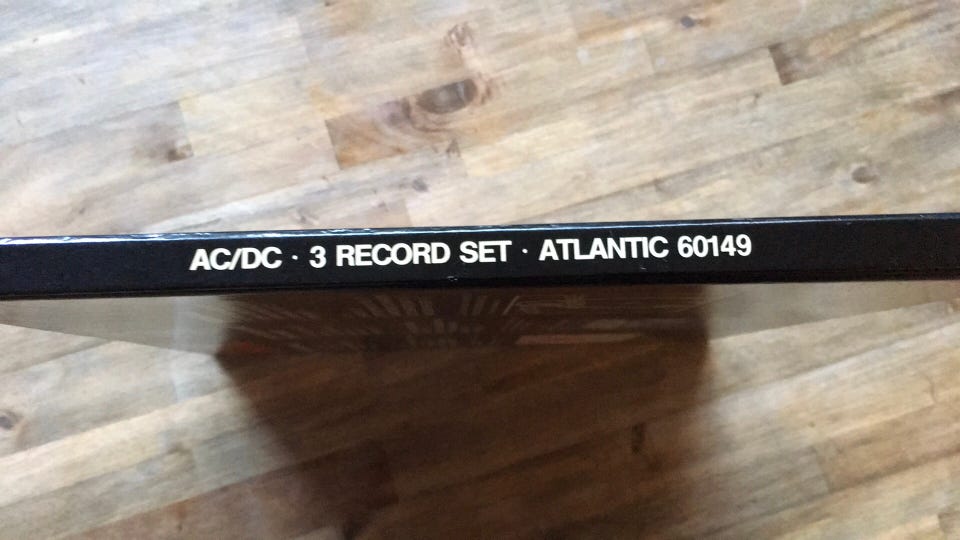 AC/DC · 3 RECORD SET · ATLANTIC 60149